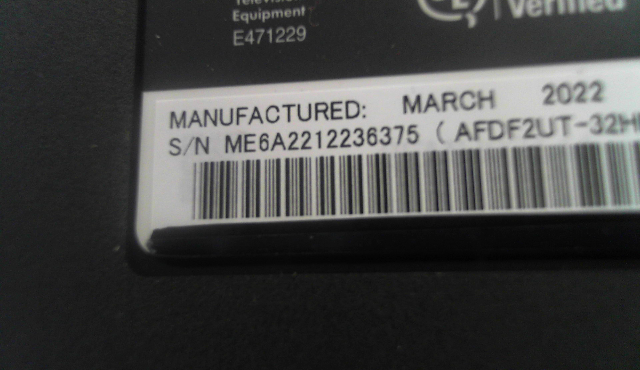 Equipment
E471229
Verified
MANUFACTURED: MARCH 2022
S/N ME6A2212236375 ( AFDF2UT-32H